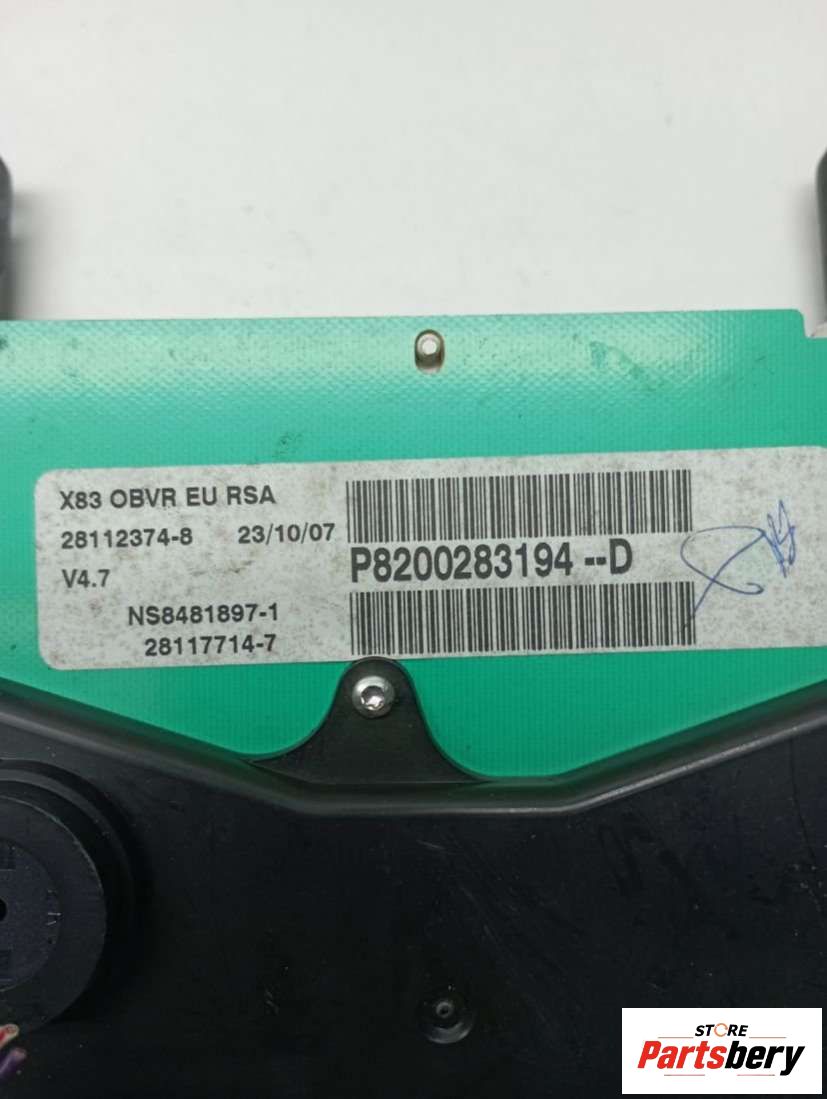 X83 OBVR EU RSA
28112374-8 23/10/07
V4.7
NS8481897-1
28117714-7
P8200283194--D
STORE
Partsbery